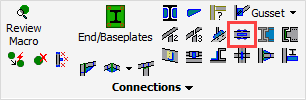 Gusset
Review
Macro
End/Baseplates
Connections